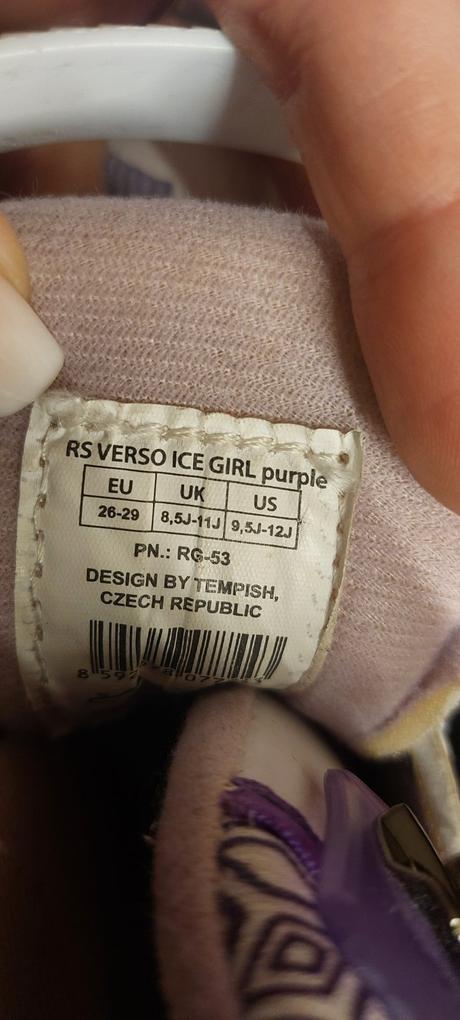 RS VERSO ICE GIRL purple
EU UK US
26-29 8,5J-11J 9,5J-12J
PN.: RG-53
DESIGN BY TEMPISH,
CZECH REPUBLIC